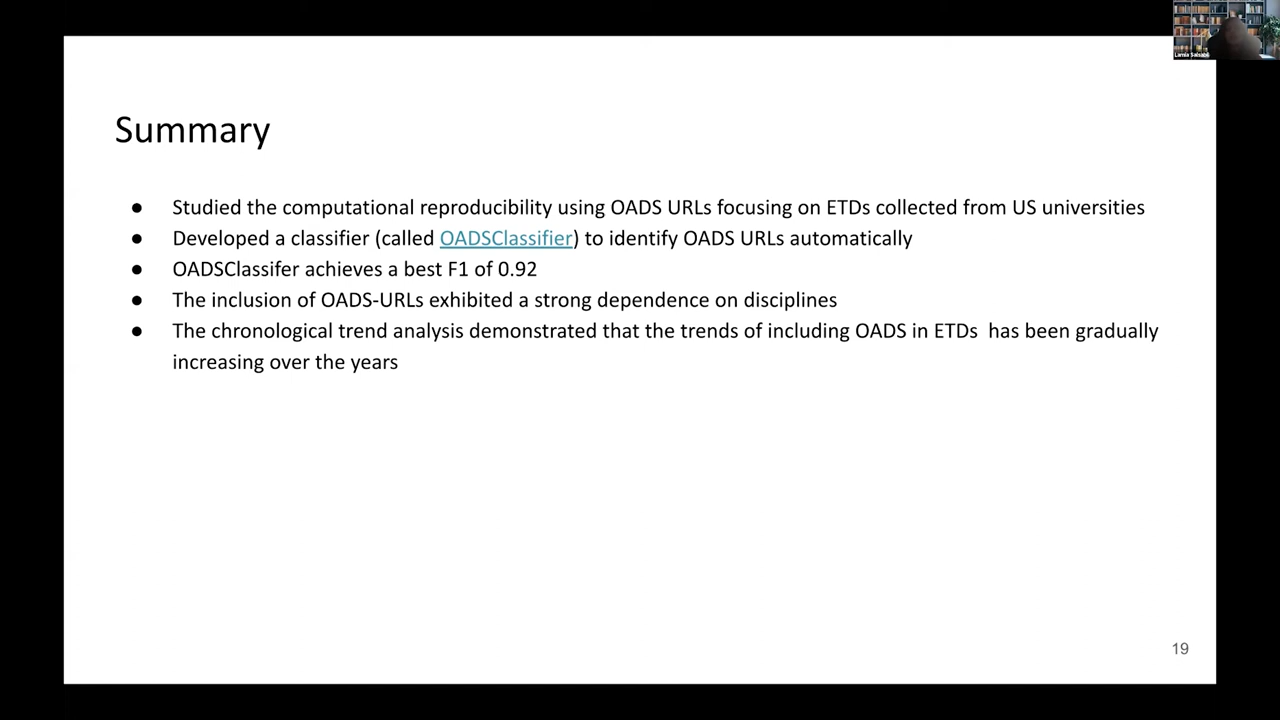 Summary
● Studied the computational reproducibility using OADS URLs focusing on ETDs collected from US universities
● Developed a classifier (called OADSClassifier) to identify OADS URLs automatically
● OADSClassifer achieves a best F1 of 0.92
● The inclusion of OADS-URLs exhibited a strong dependence on disciplines
● The chronological trend analysis demonstrated that the trends of including OADS in ETDs  has been gradually
increasing over the years
19
Lamia